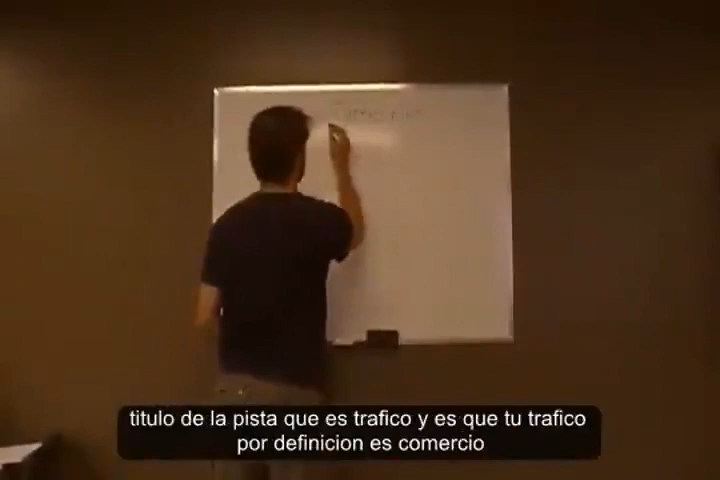 titulo de la pista que es trafico y es que tu trafico
por definicion es comercio